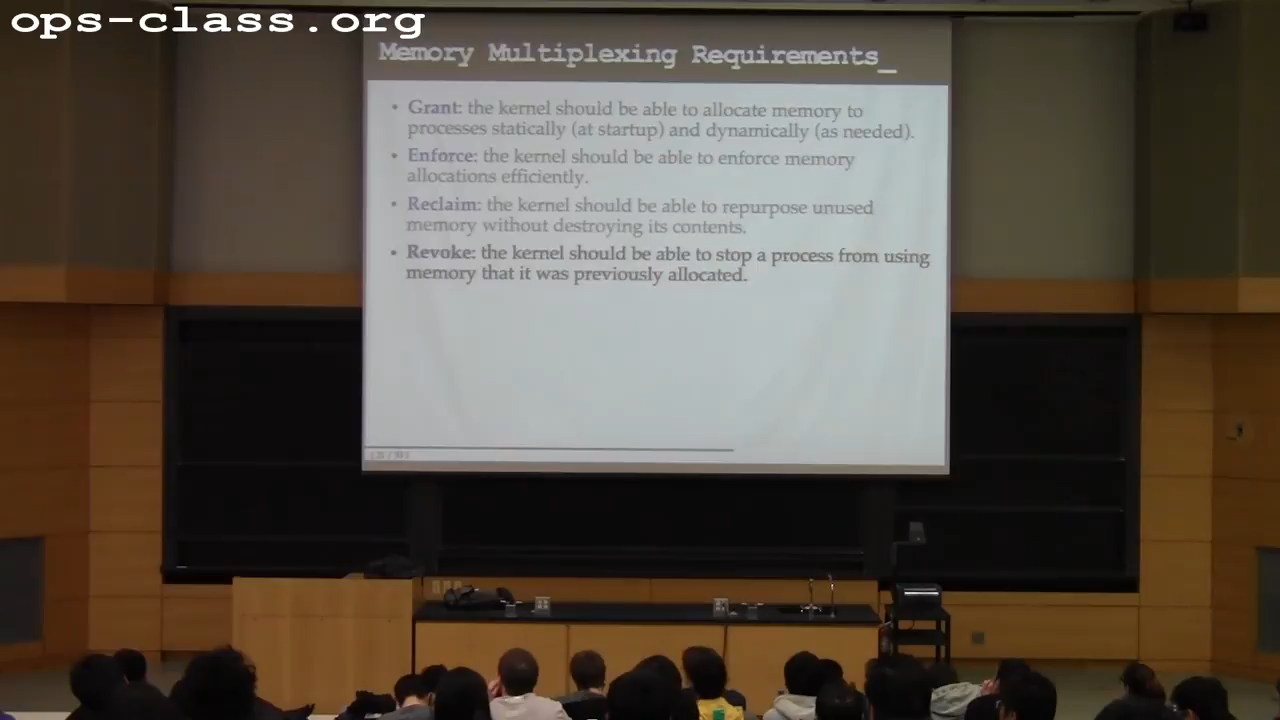 ops-class.org
Memory Multiplexing Requirements_
• Grant: the kernel should be able to allocate memory to
processes statically (at startup) and dynamically (as needed).
• Enforce: the kernel should be able to enforce memory
allocations efficiently.
• Reclaim: the kernel should be able to repurpose unused
memory without destroying its contents.
• Revoke: the kernel should be able to stop a process from using
memory that it was previously allocated.